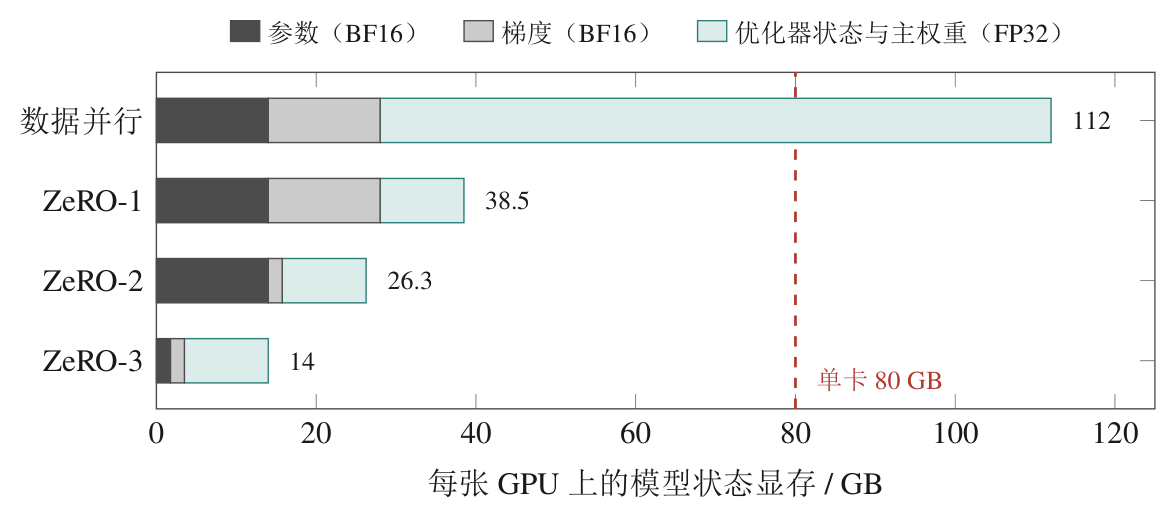 参数（BF16） 梯度（BF16） 优化器状态与主权重（FP32）
数据并行 112
ZeRO-1 38.5
ZeRO-2 26.3
ZeRO-3 14
单卡 80 GB
0 20 40 60 80 100 120
每张 GPU 上的模型状态显存 / GB